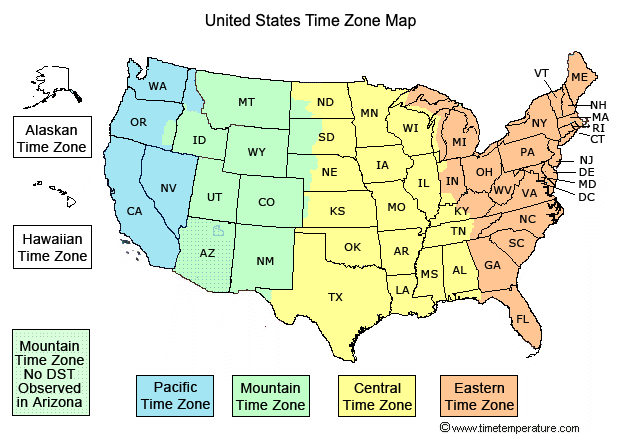 United States Time Zone Map
WA
OR
CA
NV
ID
MT
WY
UT
CO
AZ
NM
ND
SD
NE
KS
OK
TX
MN
IA
MO
AR
LA
WI
IL
MS
AL
TN
KY
IN
MI
OH
WV
VA
NC
SC
GA
FL
PA
NY
VT
ME
NH
MA
RI
CT
NJ
DE
MD
DC
Alaskan
Time Zone
Hawaiian
Time Zone
Mountain
Time Zone
No DST
Observed
in Arizona
Pacific
Time Zone
Mountain
Time Zone
Central
Time Zone
Eastern
Time Zone
©www.timetemperature.com